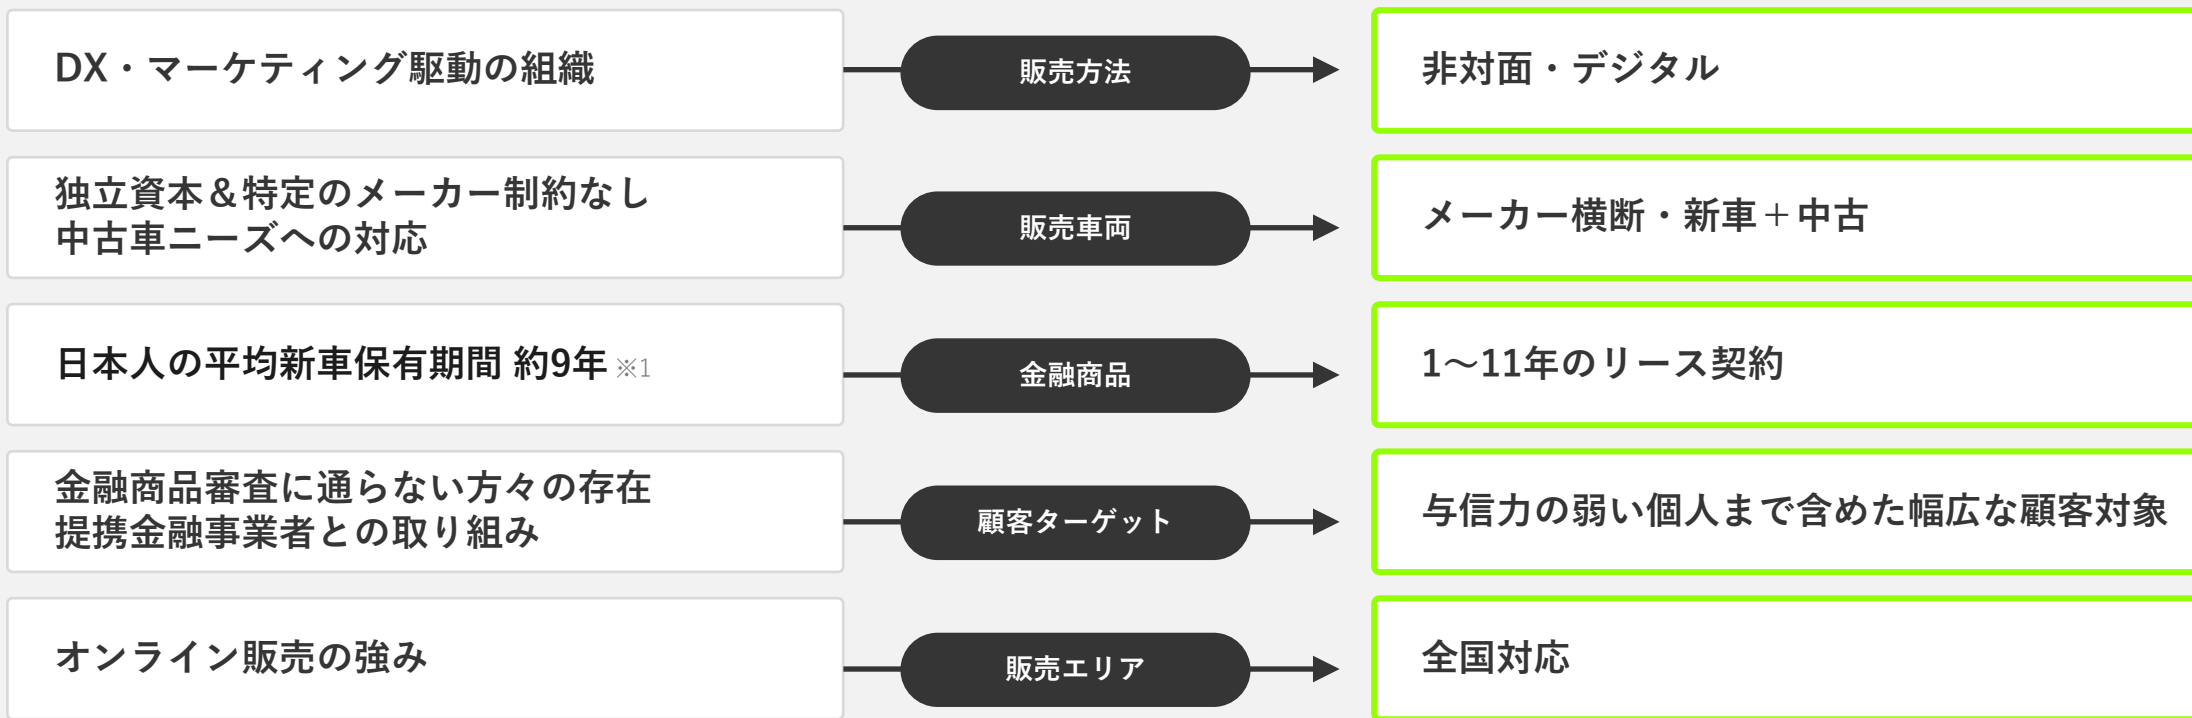 DX・マーケティング駆動の組織
販売方法
非対面・デジタル
独立資本＆特定のメーカー制約なし
中古車ニーズへの対応
販売車両
メーカー横断・新車＋中古
日本人の平均新車保有期間 約9年 ※1
金融商品
1〜11年のリース契約
金融商品審査に通らない方々の存在
提携金融事業者との取り組み
顧客ターゲット
与信力の弱い個人まで含めた幅広な顧客対象
オンライン販売の強み
販売エリア
全国対応